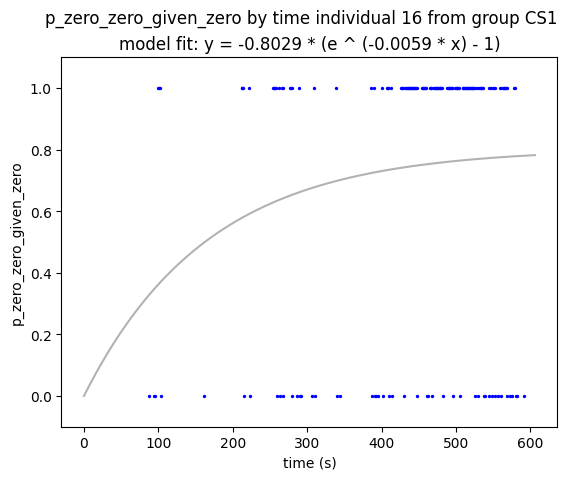 p_zero_zero_given_zero by time individual 16 from group CS1
model fit: y = -0.8029 * (e ^ (-0.0059 * x) - 1)
1.0
0.8
0.6
0.4
0.2
0.0
p_zero_zero_given_zero
0 100 200 300 400 500 600
time (s)